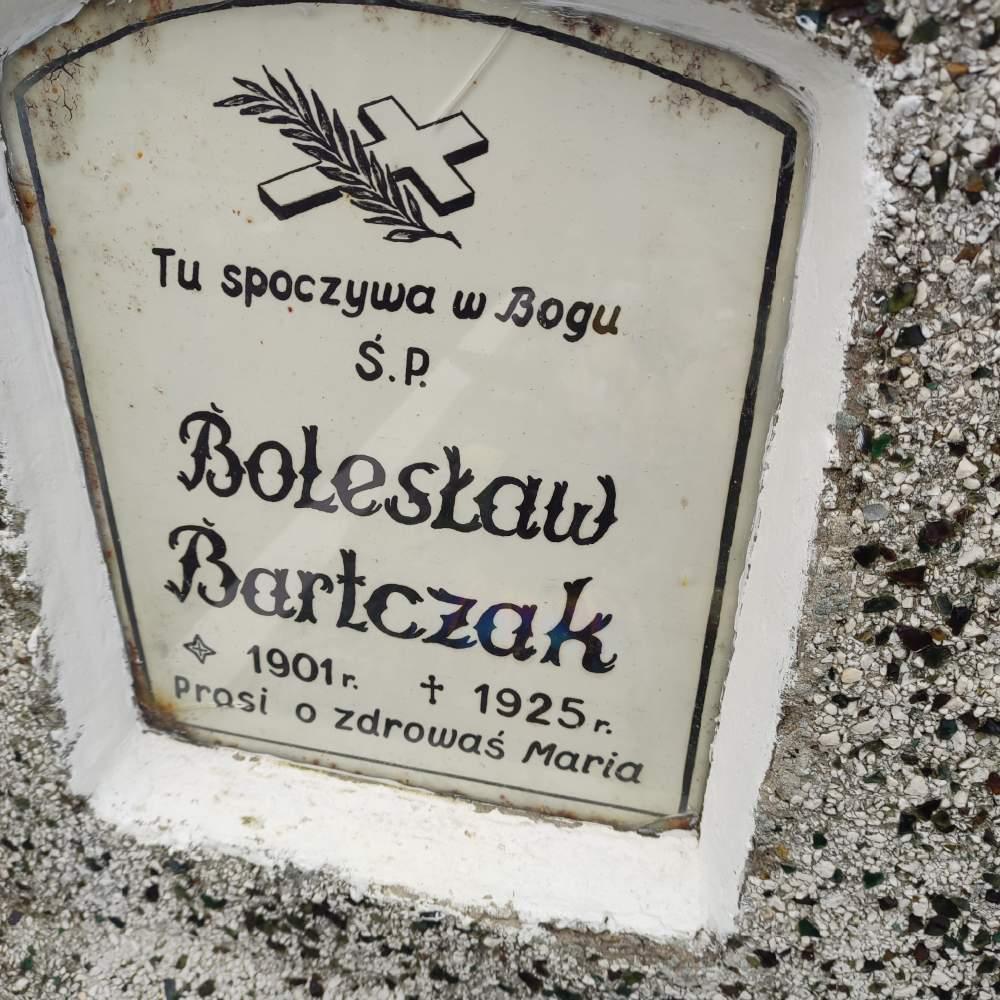 Tu spoczywa w Bogu
Ś.P.
Bolesław
Bartczak
1901 r. † 1925 r.
prosi o zdrowaś Maria